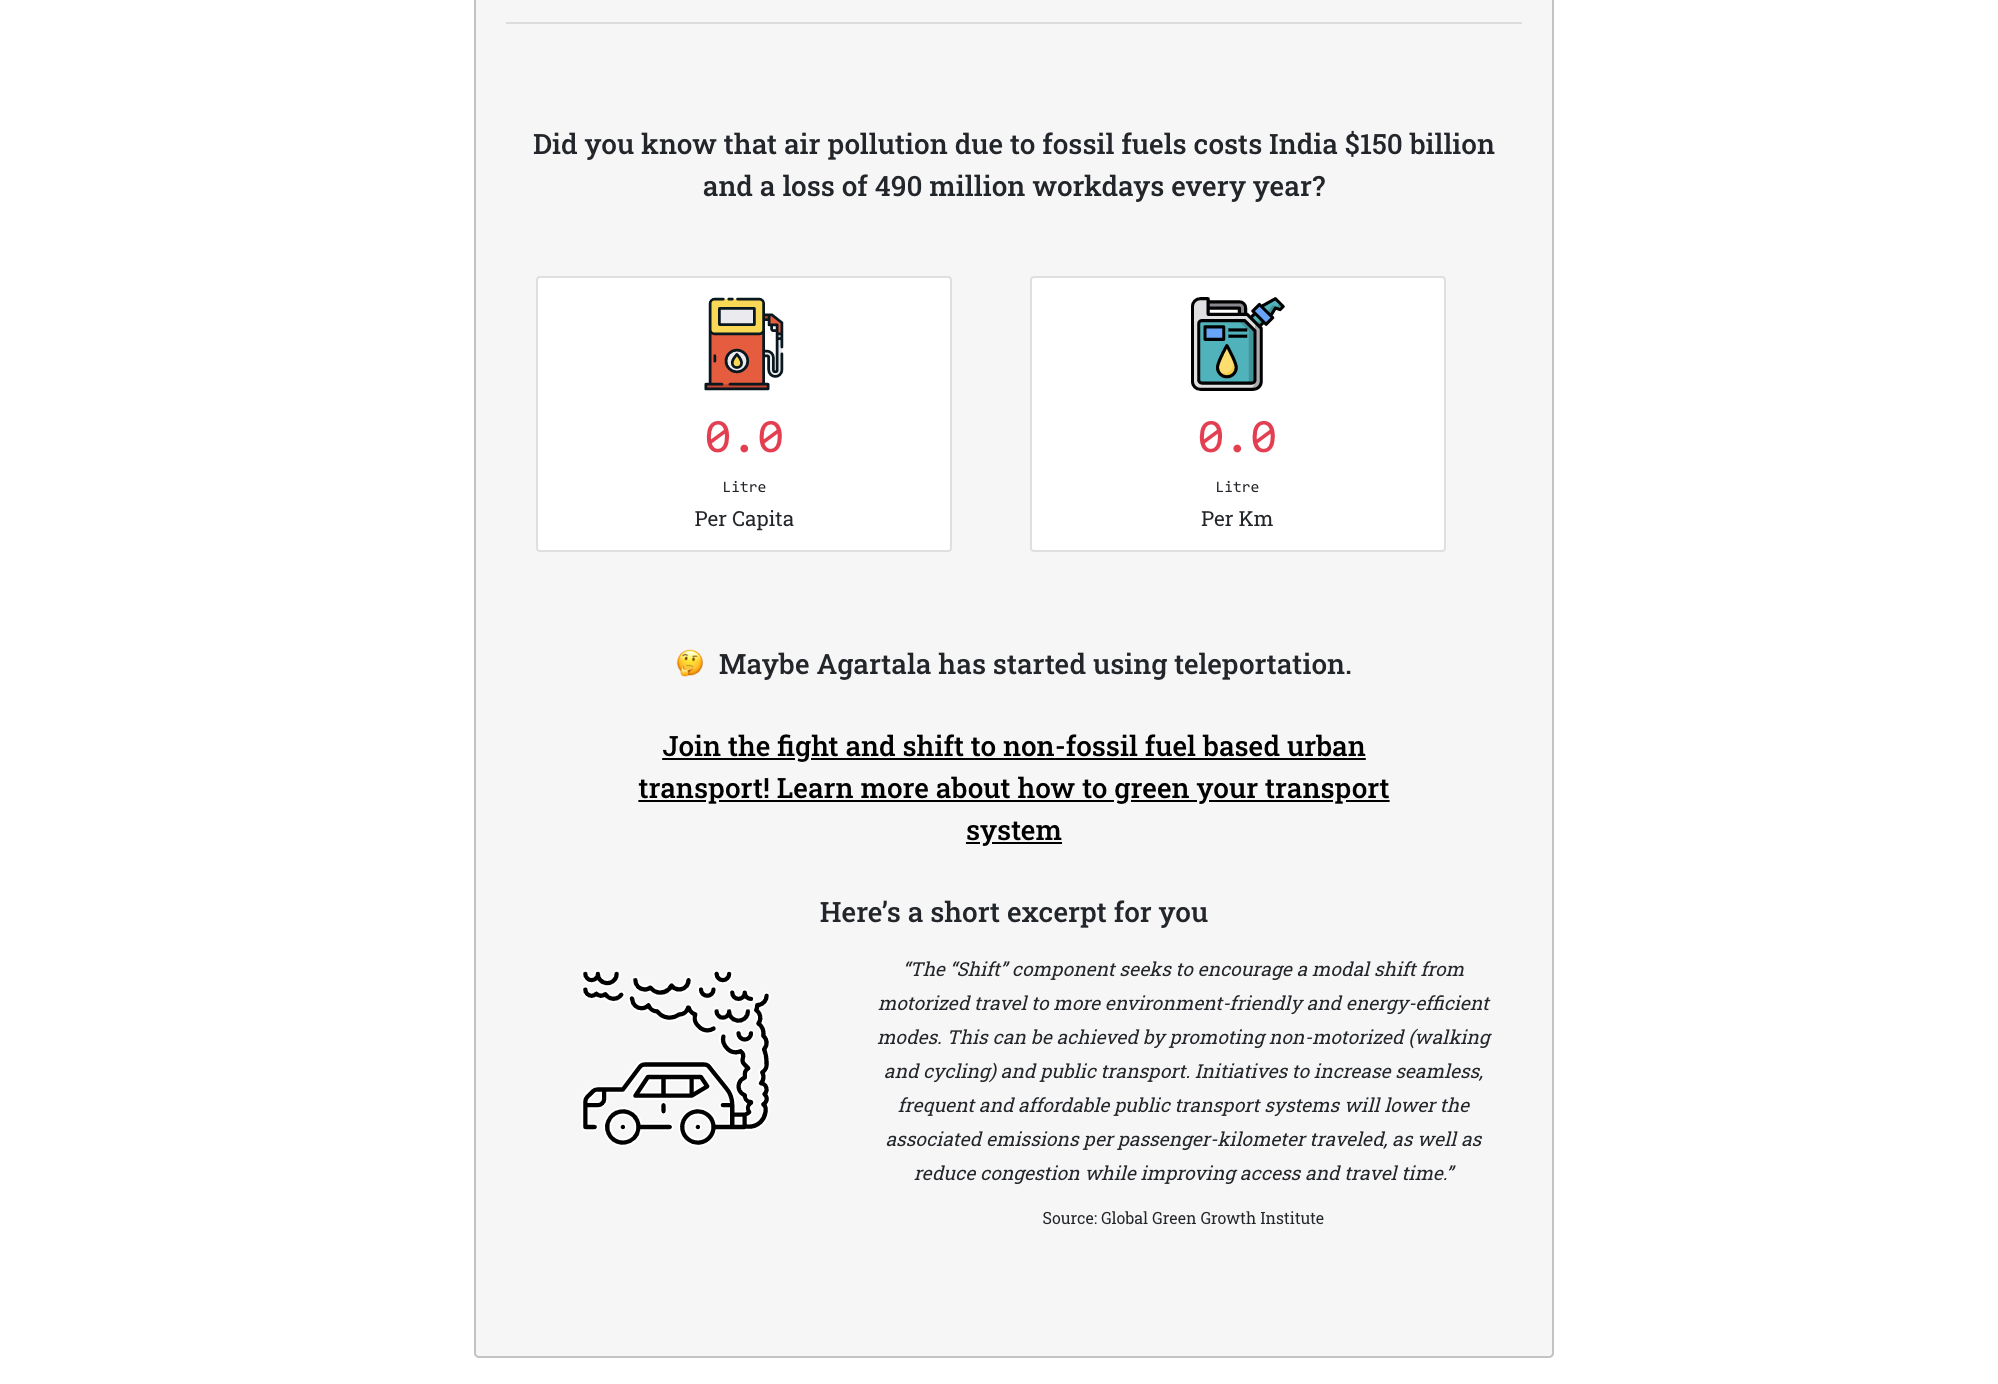 Did you know that air pollution due to fossil fuels costs India $150 billion
and a loss of 490 million workdays every year?
0.0
Litre
Per Capita
0.0
Litre
Per Km
🤔 Maybe Agartala has started using teleportation.
Join the fight and shift to non-fossil fuel based urban
transport! Learn more about how to green your transport
system
Here’s a short excerpt for you
“The “Shift” component seeks to encourage a modal shift from
motorized travel to more environment-friendly and energy-efficient
modes. This can be achieved by promoting non-motorized (walking
and cycling) and public transport. Initiatives to increase seamless,
frequent and affordable public transport systems will lower the
associated emissions per passenger-kilometer traveled, as well as
reduce congestion while improving access and travel time.”
Source: Global Green Growth Institute